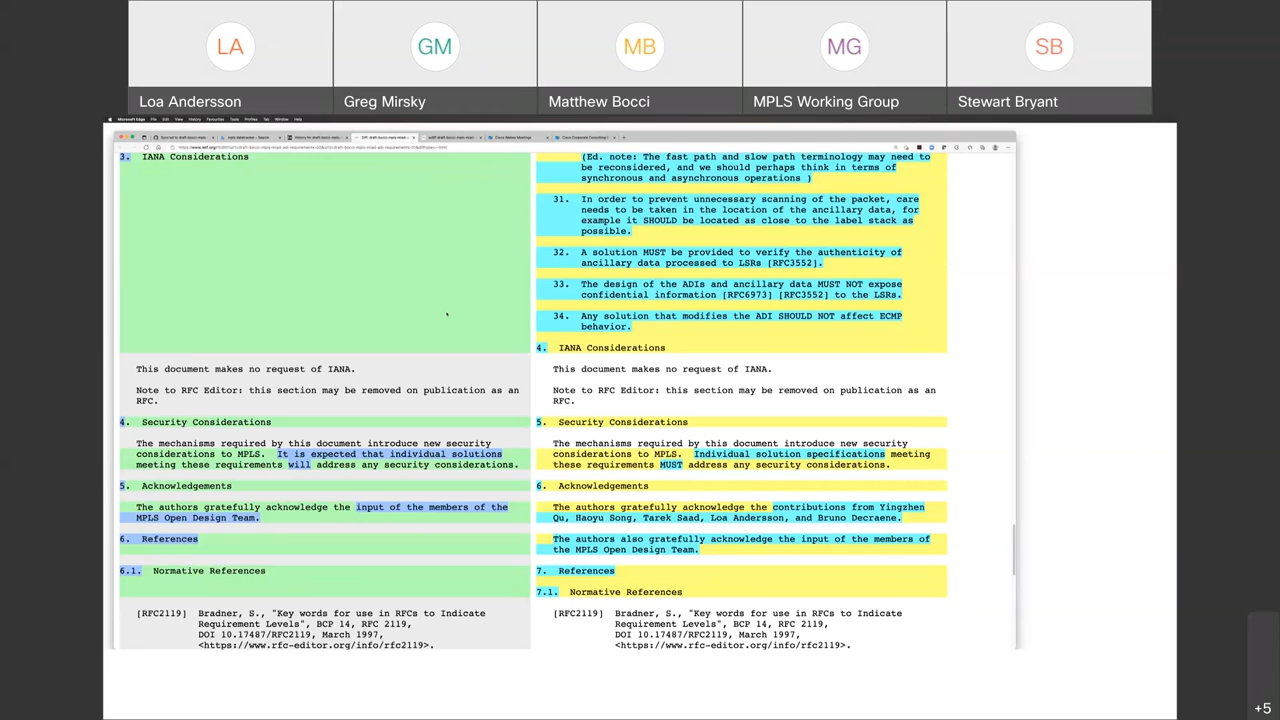 LA
GM
MB
MG
SB
Loa Andersson
Greg Mirsky
Matthew Bocci
MPLS Working Group
Stewart Bryant
Microsoft Edge File Edit View History Favorites Profiles Tab Window Help
3. IANA Considerations
(Ed. note: The fast path and slow path terminology may need to
be reconsidered, and we should perhaps think in terms of
synchronous and asynchronous operations )
31. In order to prevent unnecessary scanning of the packet, care
needs to be taken in the location of the ancillary data, for
example it SHOULD be located as close to the label stack as
possible.
32. A solution MUST be provided to verify the authenticity of
ancillary data processed to LSRs [RFC3552].
33. The design of the ADIs and ancillary data MUST NOT expose
confidential information [RFC6973] [RFC3552] to the LSRs.
34. Any solution that modifies the ADI SHOULD NOT affect ECMP
behavior.
4. IANA Considerations
This document makes no request of IANA.
Note to RFC Editor: this section may be removed on publication as an
RFC.
4. Security Considerations
The mechanisms required by this document introduce new security
considerations to MPLS. It is expected that individual solutions
meeting these requirements will address any security considerations.
5. Acknowledgements
The authors gratefully acknowledge the input of the members of the
MPLS Open Design Team.
6. References
6.1. Normative References
[RFC2119] Bradner, S., "Key words for use in RFCs to Indicate
Requirement Levels", BCP 14, RFC 2119,
DOI 10.17487/RFC2119, March 1997,
<https://www.rfc-editor.org/info/rfc2119>.
This document makes no request of IANA.
Note to RFC Editor: this section may be removed on publication as an
RFC.
5. Security Considerations
The mechanisms required by this document introduce new security
considerations to MPLS. Individual solution specifications meeting
these requirements MUST address any security considerations.
6. Acknowledgements
The authors gratefully acknowledge the contributions from Yingzhen
Qu, Haoyu Song, Tarek Saad, Loa Andersson, and Bruno Decraene.
The authors also gratefully acknowledge the input of the members of
the MPLS Open Design Team.
7. References
7.1. Normative References
[RFC2119] Bradner, S., "Key words for use in RFCs to Indicate
Requirement Levels", BCP 14, RFC 2119,
DOI 10.17487/RFC2119, March 1997,
<https://www.rfc-editor.org/info/rfc2119>.
+5